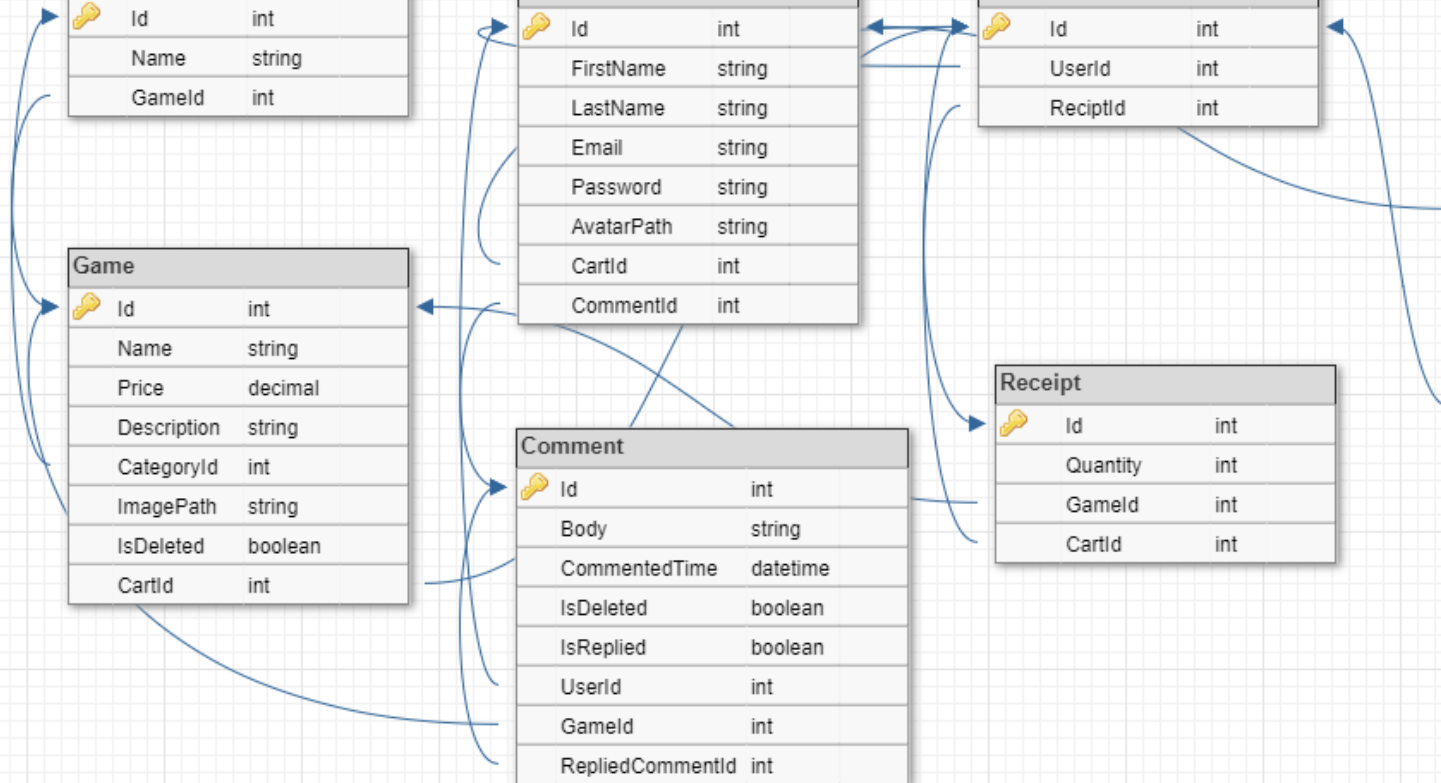 Id int
Name string
GameId int
Id int
FirstName string
LastName string
Email string
Password string
AvatarPath string
CartId int
CommentId int
Id int
UserId int
ReciptId int
Game
Id int
Name string
Price decimal
Description string
CategoryId int
ImagePath string
IsDeleted boolean
CartId int
Comment
Id int
Body string
CommentedTime datetime
IsDeleted boolean
IsReplied boolean
UserId int
GameId int
RepliedCommentId int
Receipt
Id int
Quantity int
GameId int
CartId int